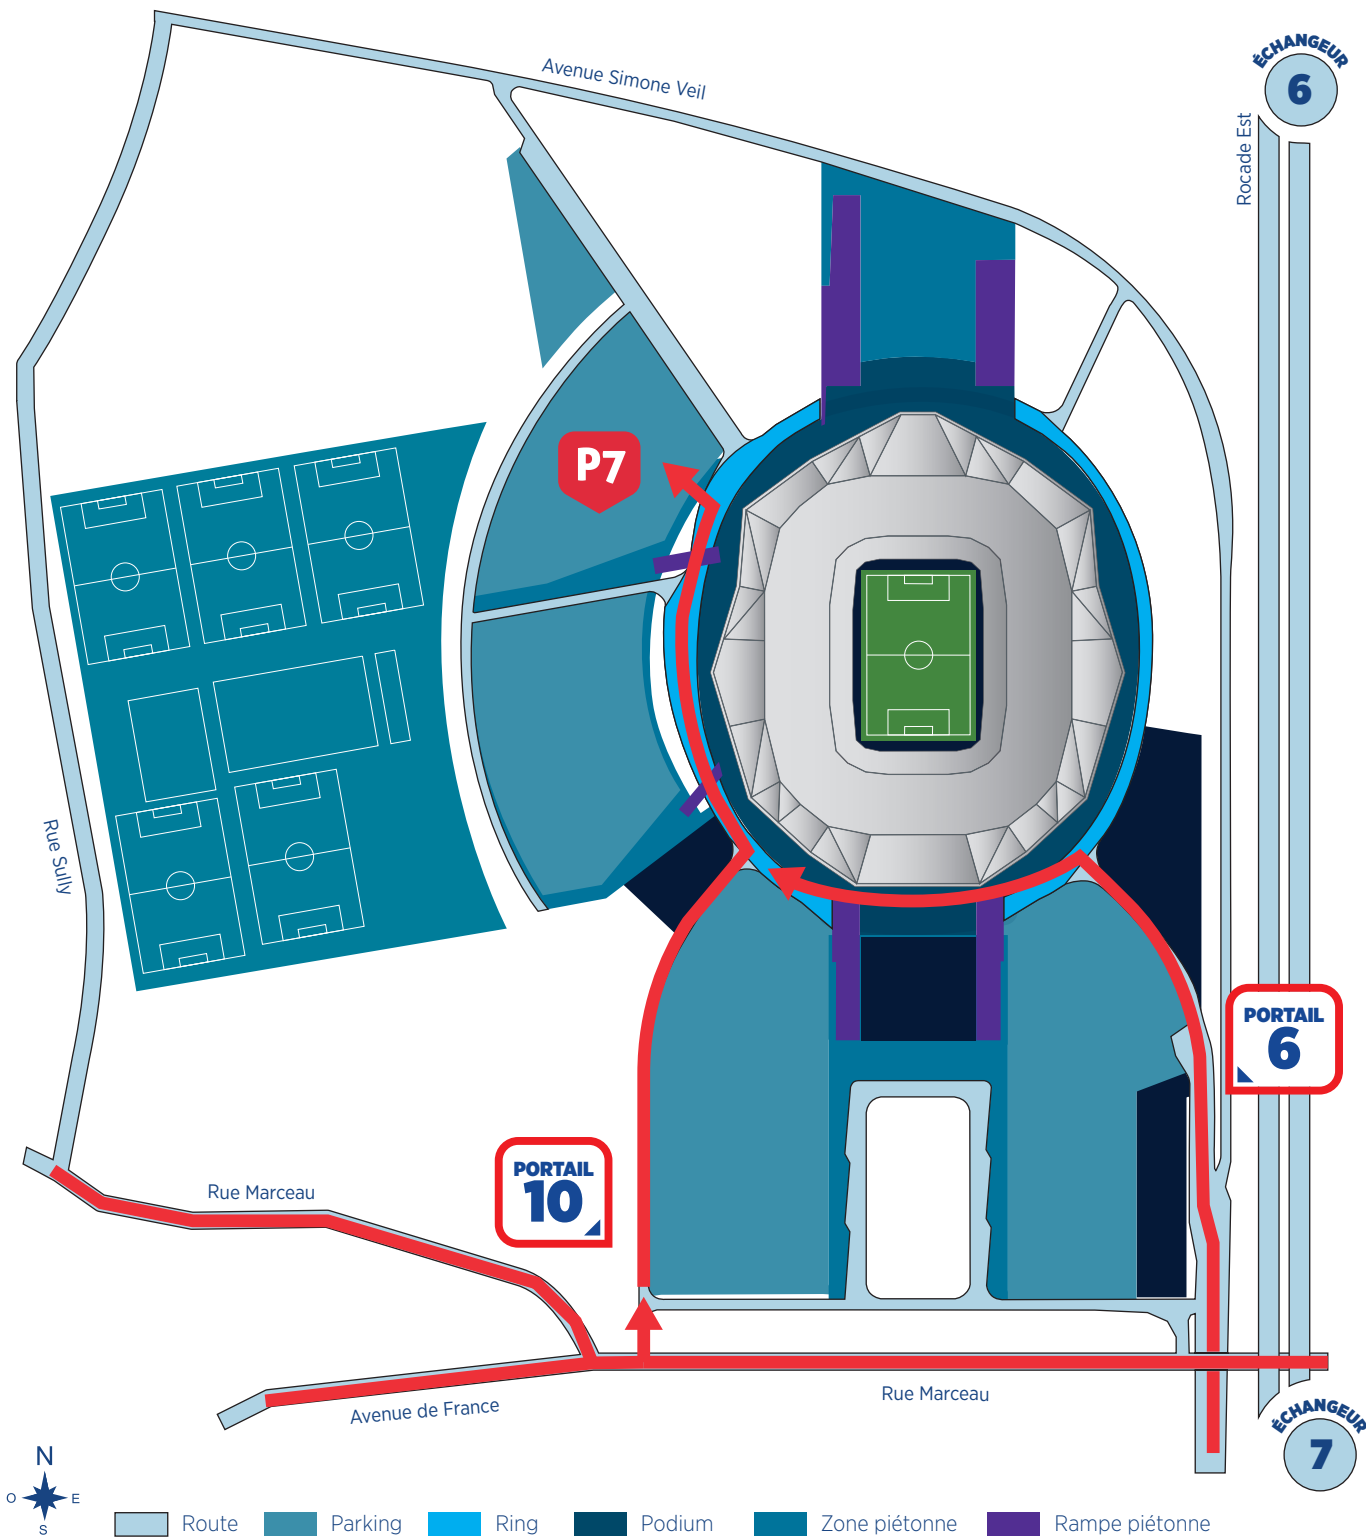 ÉCHANGEUR
6
Avenue Simone Veil
Rocade Est
P7
Rue Sully
PORTAIL
6
PORTAIL
10
Rue Marceau
Rue Marceau
Avenue de France
ÉCHANGEUR
7
N
O
E
S
Route
Parking
Ring
Podium
Zone piétonne
Rampe piétonne